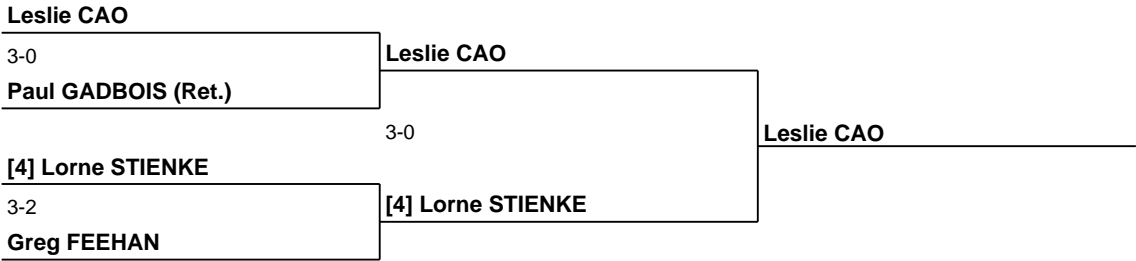 Leslie CAO
3-0
Leslie CAO
Paul GADBOIS (Ret.)
3-0
Leslie CAO
[4] Lorne STIENKE
3-2
[4] Lorne STIENKE
Greg FEEHAN